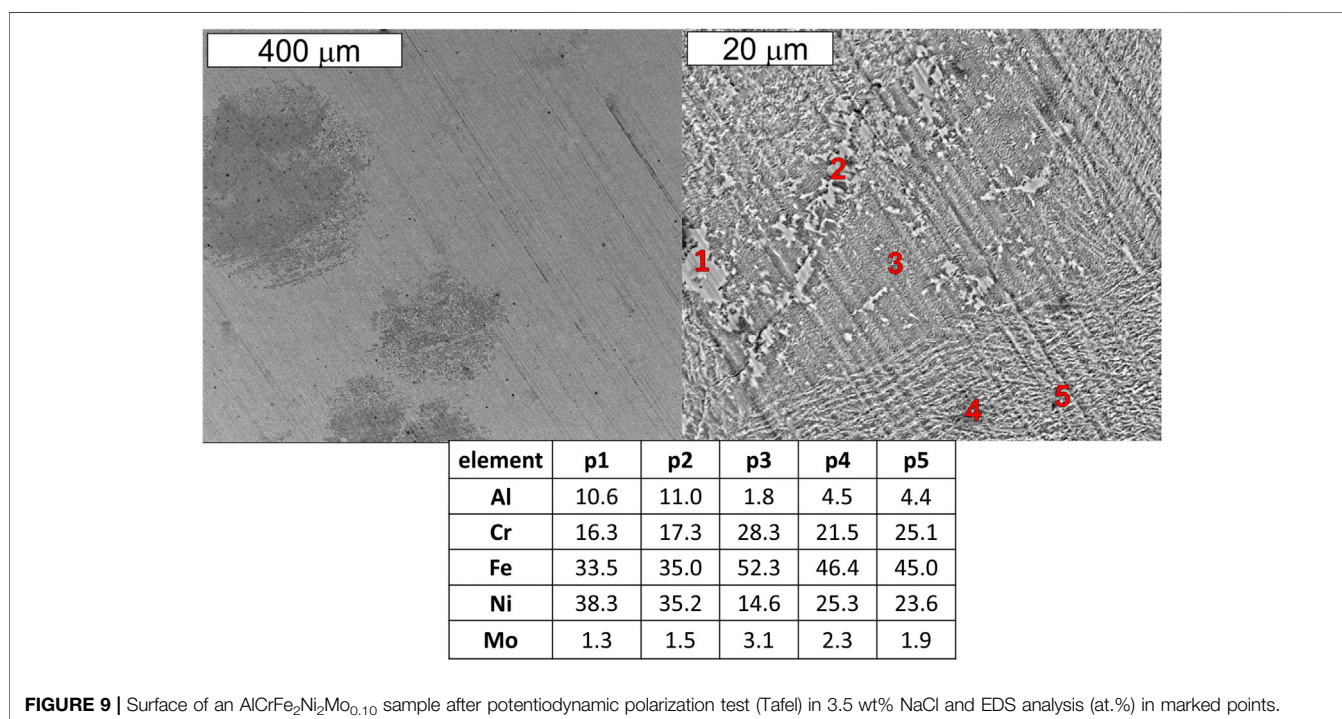 400 μm
20 μm
1
2
3
4
5
element p1 p2 p3 p4 p5
Al 10.6 11.0 1.8 4.5 4.4
Cr 16.3 17.3 28.3 21.5 25.1
Fe 33.5 35.0 52.3 46.4 45.0
Ni 38.3 35.2 14.6 25.3 23.6
Mo 1.3 1.5 3.1 2.3 1.9
FIGURE 9 | Surface of an AlCrFe₂Ni₂Mo₀.₁₀ sample after potentiodynamic polarization test (Tafel) in 3.5 wt% NaCl and EDS analysis (at.%) in marked points.